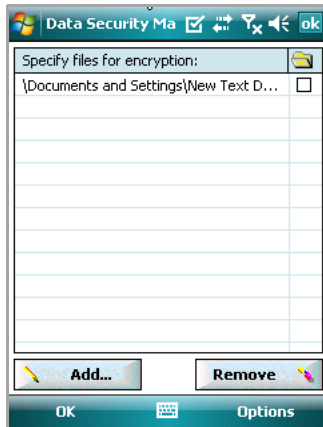 Data Security Ma ok
Specify files for encryption:
\Documents and Settings\New Text D...
Add... Remove
OK Options